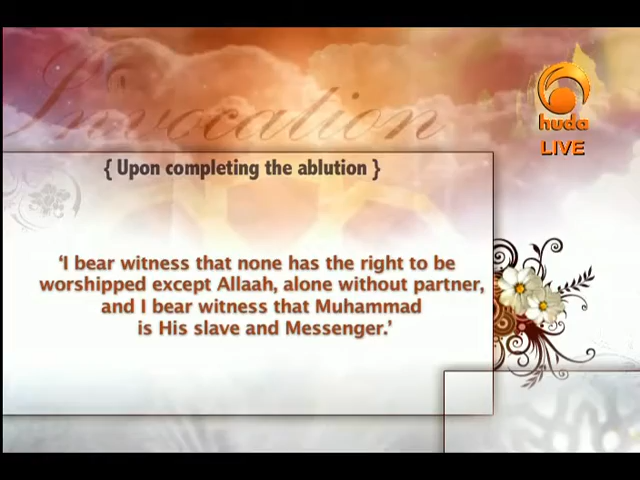 Invocation
huda
LIVE
{ Upon completing the ablution }
‘I bear witness that none has the right to be
worshipped except Allaah, alone without partner,
and I bear witness that Muhammad
is His slave and Messenger.’